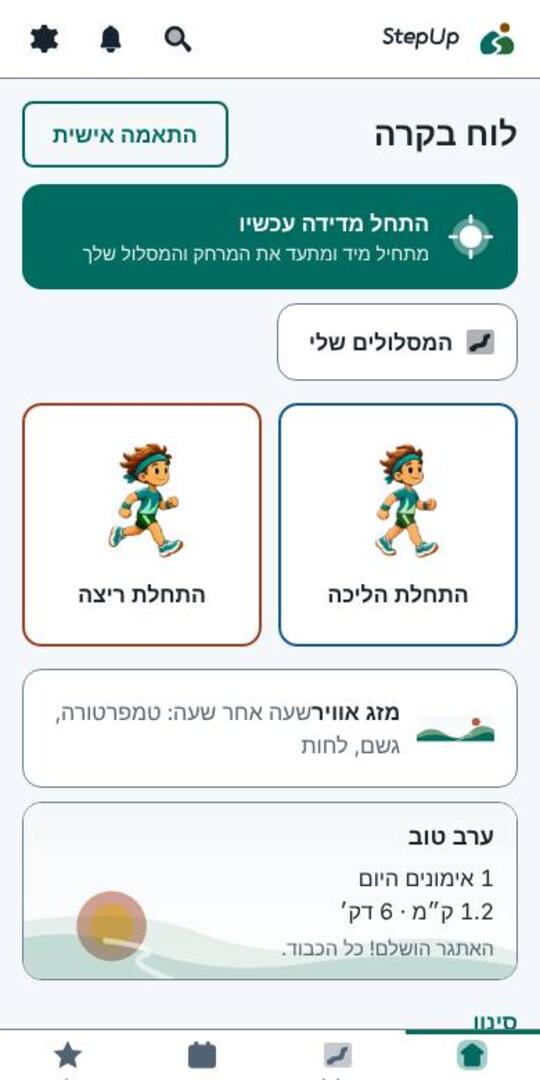 StepUp
לוח בקרה
התאמה אישית
התחל מדידה עכשיו
מתחיל מיד ומתעד את המרחק והמסלול שלך
המסלולים שלי
התחלת הליכה
התחלת ריצה
מזג אווירשעה אחר שעה: טמפרטורה,
גשם, לחות
ערב טוב
1 אימונים היום
1.2 ק״מ · 6 דק׳
האתגר הושלם! כל הכבוד.
סינון